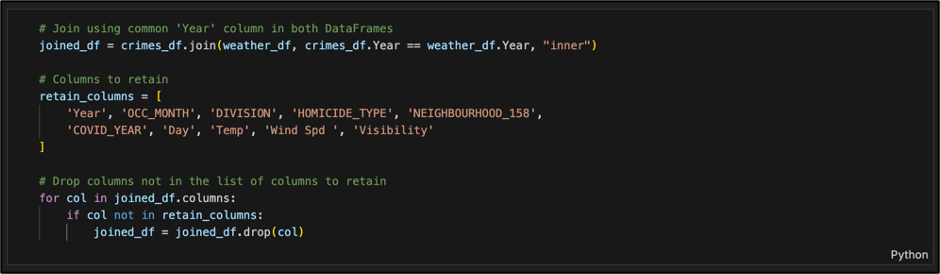 # Join using common 'Year' column in both DataFrames
joined_df = crimes_df.join(weather_df, crimes_df.Year == weather_df.Year, "inner")
# Columns to retain
retain_columns = [
'Year', 'OCC_MONTH', 'DIVISION', 'HOMICIDE_TYPE', 'NEIGHBOURHOOD_158',
'COVID_YEAR', 'Day', 'Temp', 'Wind Spd ', 'Visibility'
]
# Drop columns not in the list of columns to retain
for col in joined_df.columns:
if col not in retain_columns:
joined_df = joined_df.drop(col)
Python